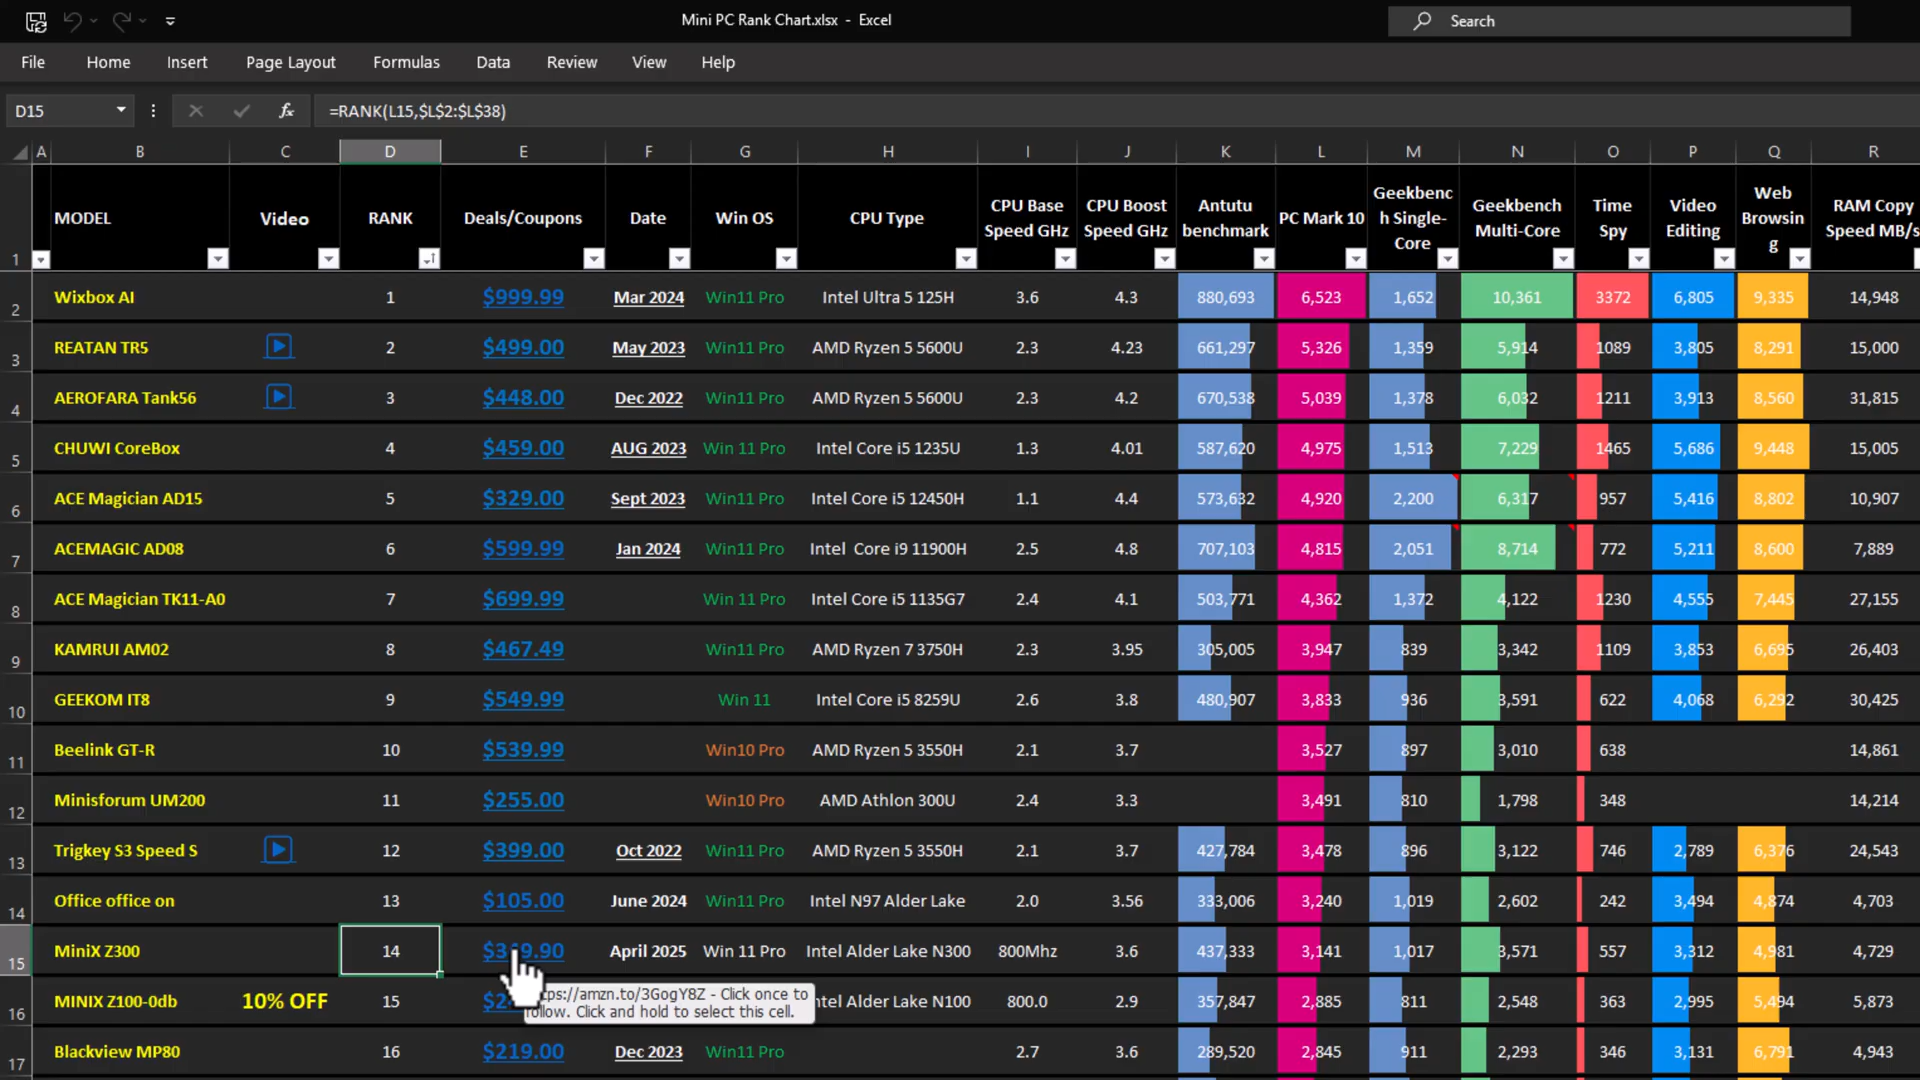 Mini PC Rank Chart.xlsx - Excel
Search
File Home Insert Page Layout Formulas Data Review View Help
D15 fx =RANK(L15,$L$2:$L$38)
A B C D E F G H I J K L M N O P Q R
1 MODEL Video RANK Deals/Coupons Date Win OS CPU Type CPU Base Speed GHz CPU Boost Speed GHz Antutu benchmark PC Mark 10 Geekbench Single-Core Geekbench Multi-Core Time Spy Video Editing Web Browsing RAM Copy Speed MB/s
2 Wixbox AI 1 $999.99 Mar 2024 Win11 Pro Intel Ultra 5 125H 3.6 4.3 880,693 6,523 1,652 10,361 3372 6,805 9,335 14,948
3 REATAN TR5 2 $499.00 May 2023 Win11 Pro AMD Ryzen 5 5600U 2.3 4.23 661,297 5,326 1,359 5,914 1089 3,805 8,291 15,000
4 AEROFARA Tank56 3 $448.00 Dec 2022 Win11 Pro AMD Ryzen 5 5600U 2.3 4.2 670,538 5,039 1,378 6,032 1211 3,913 8,560 31,815
5 CHUWI CoreBox 4 $459.00 AUG 2023 Win 11 Pro Intel Core i5 1235U 1.3 4.01 587,620 4,975 1,513 7,229 1465 5,686 9,448 15,005
6 ACE Magician AD15 5 $329.00 Sept 2023 Win11 Pro Intel Core i5 12450H 1.1 4.4 573,632 4,920 2,200 6,317 957 5,416 8,802 10,907
7 ACEMAGIC AD08 6 $599.99 Jan 2024 Win11 Pro Intel  Core i9 11900H 2.5 4.8 707,103 4,815 2,051 8,714 772 5,211 8,600 7,889
8 ACE Magician TK11-A0 7 $699.99 Win 11 Pro Intel Core i5 1135G7 2.4 4.1 503,771 4,362 1,372 4,122 1230 4,555 7,445 27,155
9 KAMRUI AM02 8 $467.49 Win11 Pro AMD Ryzen 7 3750H 2.3 3.95 305,005 3,947 839 3,342 1109 3,853 6,695 26,403
10 GEEKOM IT8 9 $549.99 Win 11 Intel Core i5 8259U 2.6 3.8 480,907 3,833 936 3,591 622 4,068 6,292 30,425
11 Beelink GT-R 10 $539.99 Win10 Pro AMD Ryzen 5 3550H 2.1 3.7 3,527 897 3,010 638 14,861
12 Minisforum UM200 11 $255.00 Win10 Pro AMD Athlon 300U 2.4 3.3 3,491 810 1,798 348 14,214
13 Trigkey S3 Speed S 12 $399.00 Oct 2022 Win11 Pro AMD Ryzen 5 3550H 2.1 3.7 427,784 3,478 896 3,122 746 2,789 6,376 24,543
14 Office office on 13 $105.00 June 2024 Win11 Pro Intel N97 Alder Lake 2.0 3.56 333,006 3,240 1,019 2,602 242 3,494 4,874 4,703
15 MiniX Z300 14 April 2025 Win 11 Pro Intel Alder Lake N300 800Mhz 3.6 437,333 3,141 1,017 3,571 557 3,312 4,981 4,729
16 MINIX Z100-0db 10% OFF 15 Alder Lake N100 800.0 2.9 357,847 2,885 811 2,548 363 2,995 5,494 5,873
://amzn.to/3GogY8Z - Click once to
follow. Click and hold to select this cell.
17 Blackview MP80 16 $219.00 Dec 2023 Win11 Pro 2.7 3.6 289,520 2,845 911 2,293 346 3,131 6,791 4,943